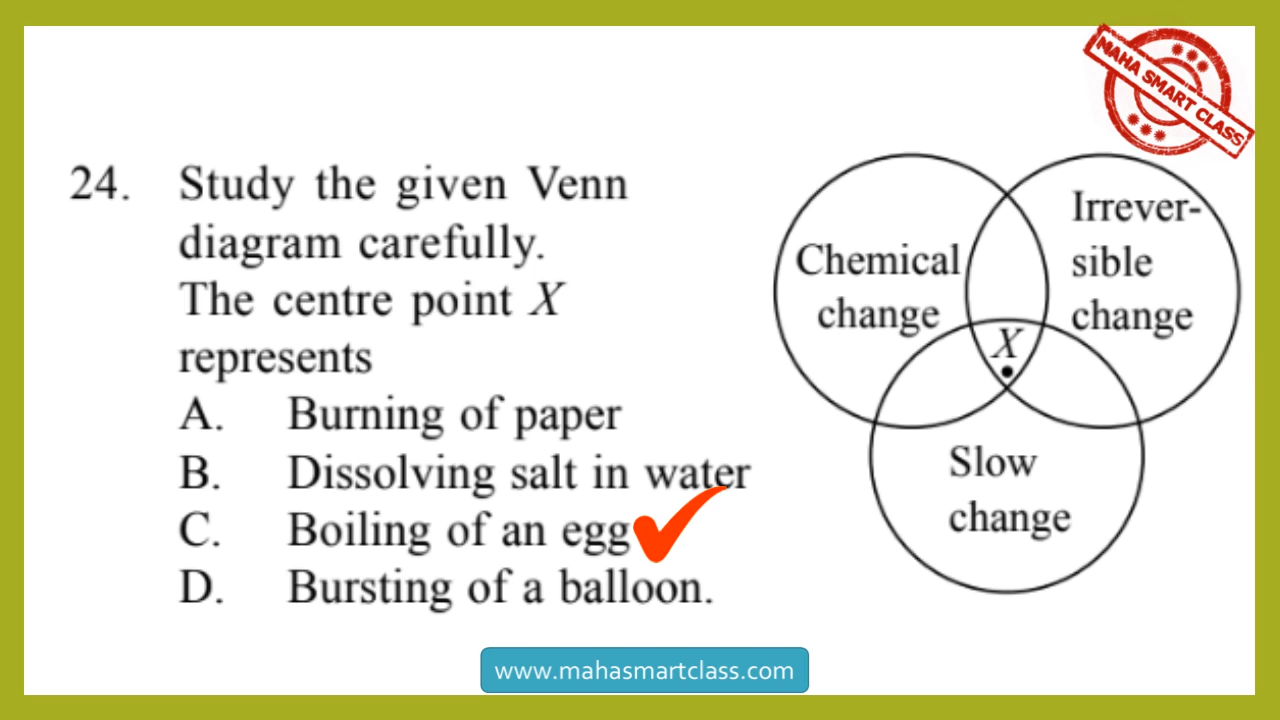 MAHA SMART CLASS
24. Study the given Venn
diagram carefully.
The centre point X
represents
A. Burning of paper
B. Dissolving salt in water
C. Boiling of an egg
D. Bursting of a balloon.
Chemical
change
Irrever-
sible
change
X
Slow
change
www.mahasmartclass.com